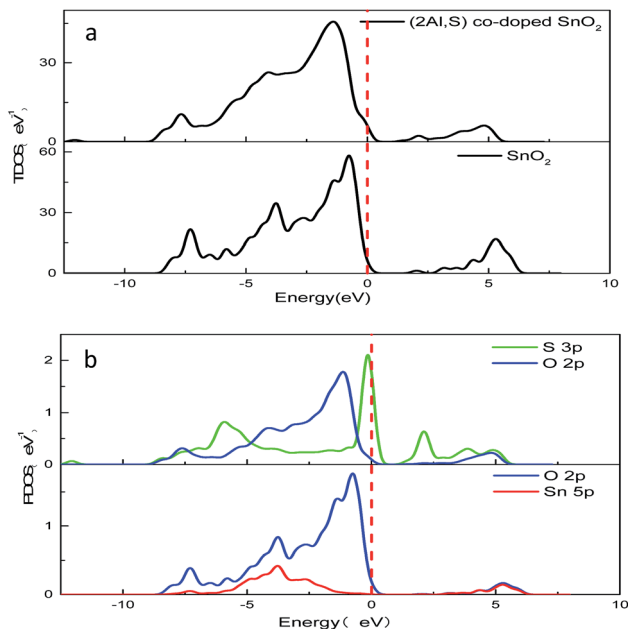 a
(2Al,S) co-doped SnO2
30
0
SnO2
60
30
0
TDOS( eV-1)
-10
-5
0
5
Energy(eV)
b
S 3p
O 2p
2
1
0
O 2p
Sn 5p
1
0
PDOS( eV-1)
-10
-5
0
5
Energy( eV)